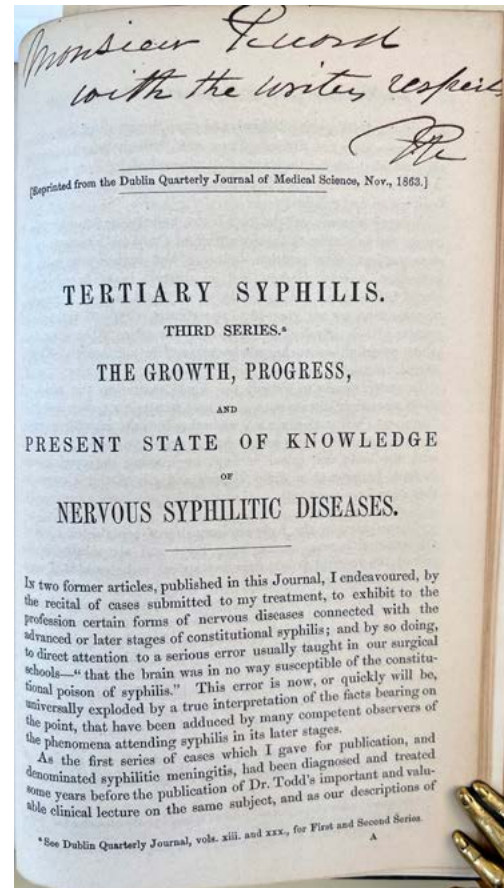 Monsieur Ricord
with the writers respects
[Reprinted from the Dublin Quarterly Journal of Medical Science, Nov., 1863.]
TERTIARY SYPHILIS.
THIRD SERIES.ᵃ
THE GROWTH, PROGRESS,
AND
PRESENT STATE OF KNOWLEDGE
OF
NERVOUS SYPHILITIC DISEASES.
In two former articles, published in this Journal, I endeavoured, by
the recital of cases submitted to my treatment, to exhibit to the
profession certain forms of nervous diseases connected with the
advanced or later stages of constitutional syphilis; and by so doing,
to direct attention to a serious error usually taught in our surgical
schools—“ that the brain was in no way susceptible of the constitu-
tional poison of syphilis.” This error is now, or quickly will be,
universally exploded by a true interpretation of the facts bearing on
the point, that have been adduced by many competent observers of
the phenomena attending syphilis in its later stages.
As the first series of cases which I gave for publication, and
denominated syphilitic meningitis, had been diagnosed and treated
some years before the publication of Dr. Todd's important and valu-
able clinical lecture on the same subject, and as our descriptions of
ᵃ See Dublin Quarterly Journal, vols. xiii. and xxx., for First and Second Series.
A